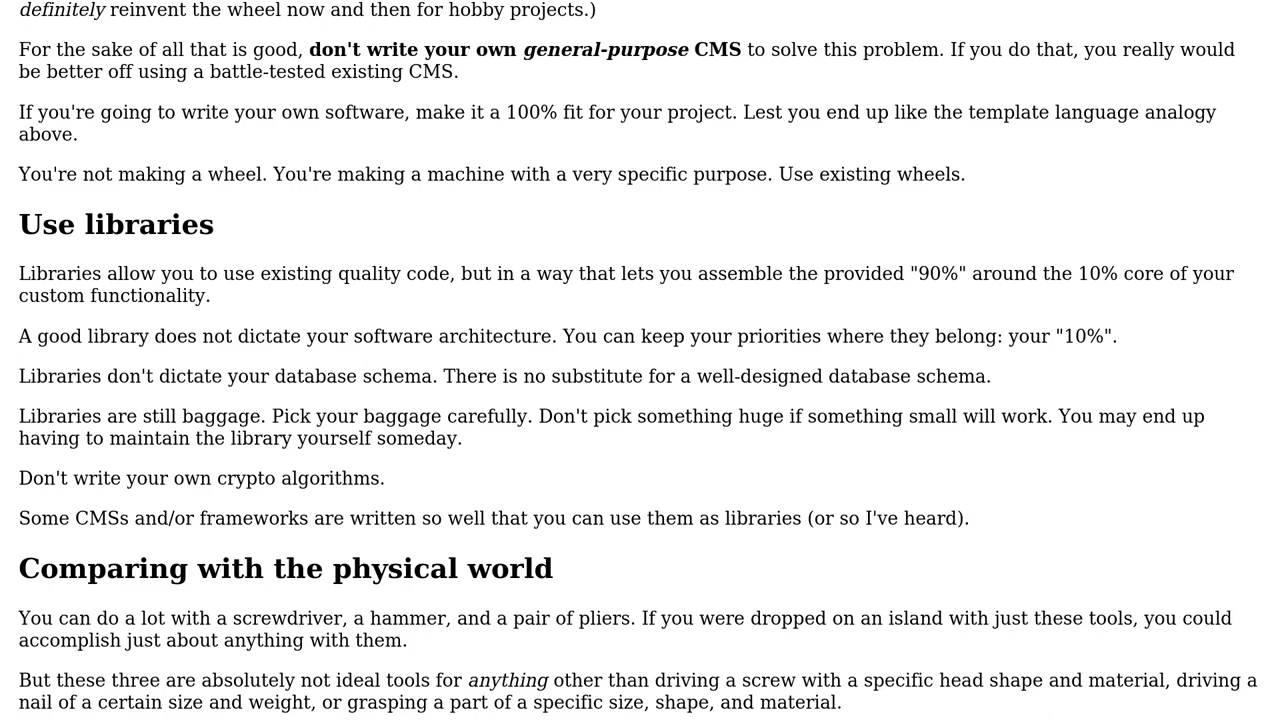 definitely reinvent the wheel now and then for hobby projects.)
For the sake of all that is good, don't write your own general-purpose CMS to solve this problem. If you do that, you really would
be better off using a battle-tested existing CMS.
If you're going to write your own software, make it a 100% fit for your project. Lest you end up like the template language analogy
above.
You're not making a wheel. You're making a machine with a very specific purpose. Use existing wheels.
Use libraries
Libraries allow you to use existing quality code, but in a way that lets you assemble the provided "90%" around the 10% core of your
custom functionality.
A good library does not dictate your software architecture. You can keep your priorities where they belong: your "10%".
Libraries don't dictate your database schema. There is no substitute for a well-designed database schema.
Libraries are still baggage. Pick your baggage carefully. Don't pick something huge if something small will work. You may end up
having to maintain the library yourself someday.
Don't write your own crypto algorithms.
Some CMSs and/or frameworks are written so well that you can use them as libraries (or so I've heard).
Comparing with the physical world
You can do a lot with a screwdriver, a hammer, and a pair of pliers. If you were dropped on an island with just these tools, you could
accomplish just about anything with them.
But these three are absolutely not ideal tools for anything other than driving a screw with a specific head shape and material, driving a
nail of a certain size and weight, or grasping a part of a specific size, shape, and material.